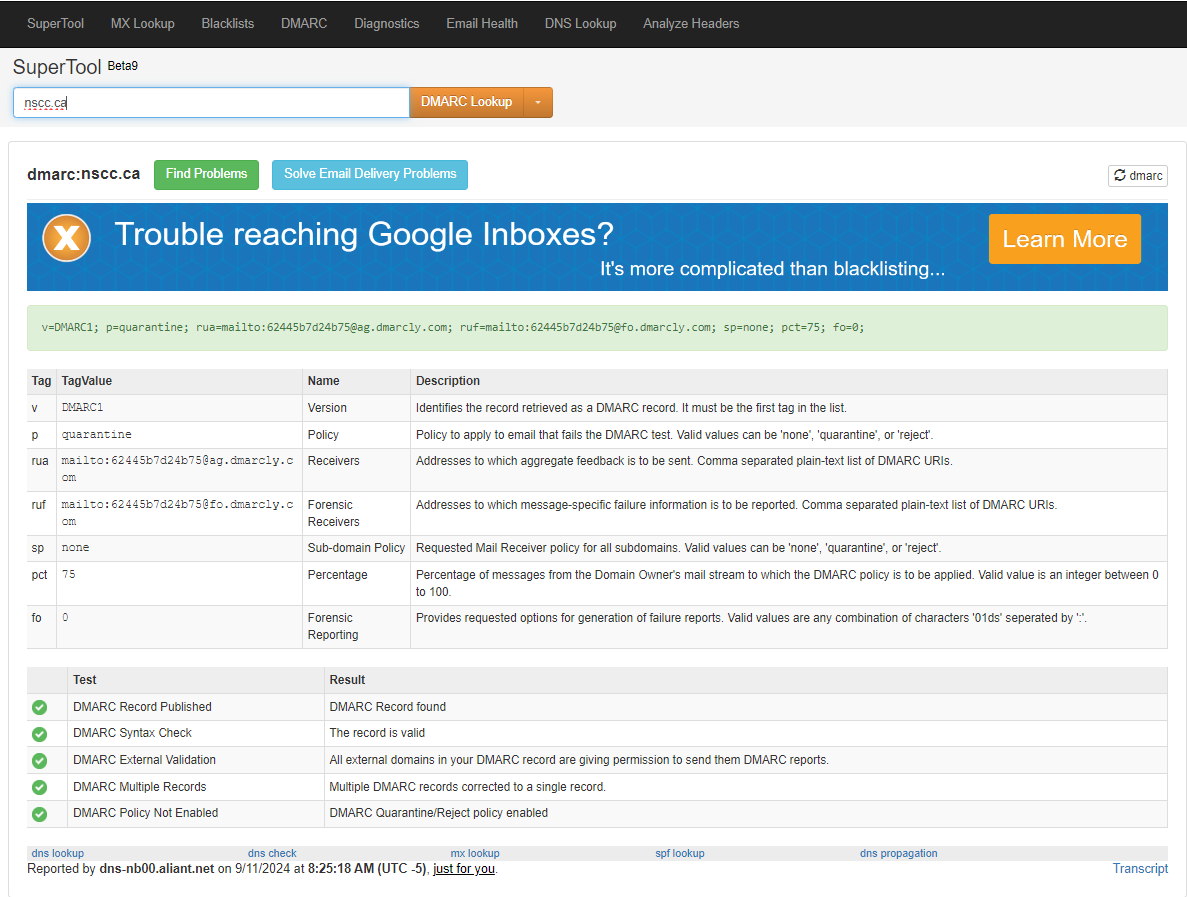 SuperTool MX Lookup Blacklists DMARC Diagnostics Email Health DNS Lookup Analyze Headers
SuperTool Beta9
nscc.ca DMARC Lookup
dmarc:nscc.ca Find Problems Solve Email Delivery Problems dmarc
X Trouble reaching Google Inboxes? Learn More
It's more complicated than blacklisting...
v=DMARC1; p=quarantine; rua=mailto:62445b7d24b75@ag.dmarcly.com; ruf=mailto:62445b7d24b75@fo.dmarcly.com; sp=none; pct=75; fo=0;
Tag TagValue Name Description
v DMARC1 Version Identifies the record retrieved as a DMARC record. It must be the first tag in the list.
p quarantine Policy Policy to apply to email that fails the DMARC test. Valid values can be 'none', 'quarantine', or 'reject'.
rua mailto:62445b7d24b75@ag.dmarcly.c Receivers Addresses to which aggregate feedback is to be sent. Comma separated plain-text list of DMARC URIs.
om
ruf mailto:62445b7d24b75@fo.dmarcly.c Forensic Addresses to which message-specific failure information is to be reported. Comma separated plain-text list of DMARC URIs.
om Receivers
sp none Sub-domain Policy Requested Mail Receiver policy for all subdomains. Valid values can be 'none', 'quarantine', or 'reject'.
pct 75 Percentage Percentage of messages from the Domain Owner's mail stream to which the DMARC policy is to be applied. Valid value is an integer between 0
to 100.
fo 0 Forensic Provides requested options for generation of failure reports. Valid values are any combination of characters '01ds' seperated by ':'.
Reporting
Test Result
DMARC Record Published DMARC Record found
DMARC Syntax Check The record is valid
DMARC External Validation All external domains in your DMARC record are giving permission to send them DMARC reports.
DMARC Multiple Records Multiple DMARC records corrected to a single record.
DMARC Policy Not Enabled DMARC Quarantine/Reject policy enabled
dns lookup dns check mx lookup spf lookup dns propagation
Reported by dns-nb00.aliant.net on 9/11/2024 at 8:25:18 AM (UTC -5), just for you. Transcript